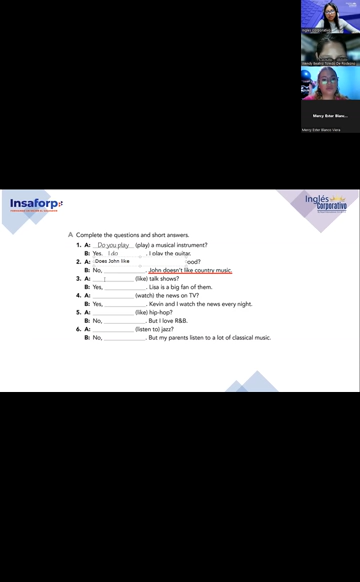 Mercy Ester Blanc...
Mercy Ester Blanco Viera
Insaforp
Inglés
Corporativo
A Complete the questions and short answers.
1. A: Do you play (play) a musical instrument?
B: Yes, I do . I play the guitar.
2. A: Does John like ood?
B: No, . John doesn't like country music.
3. A: (like) talk shows?
B: Yes, . Lisa is a big fan of them.
4. A: (watch) the news on TV?
B: Yes, . Kevin and I watch the news every night.
5. A: (like) hip-hop?
B: No, . But I love R&B.
6. A: (listen to) jazz?
B: No, . But my parents listen to a lot of classical music.